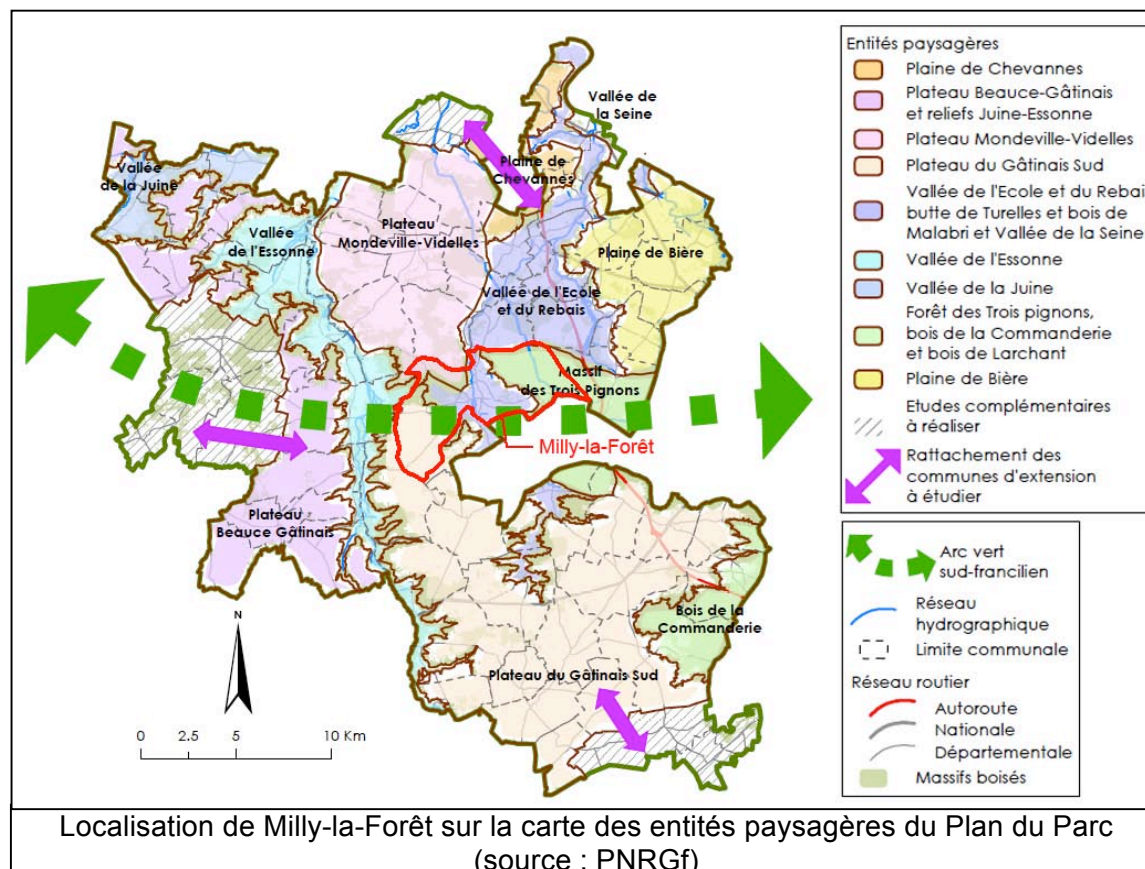 Vallée de
la Seine
Plaine de
Chevannes
Vallée
de la Juine
Plateau
Mondeville-Videlles
Vallée
de l'Essonne
Plaine de Bière
Vallée de l'Ecole
et du Rebais
Massif
des Trois Pignons
Milly-la-Forêt
Plateau
Beauce Gâtinais
Bois de la
Commanderie
Plateau du Gâtinais Sud
N
0 2.5 5 10 Km
Entités paysagères
Plaine de Chevannes
Plateau Beauce-Gâtinais
et reliefs Juine-Essonne
Plateau Mondeville-Videlles
Plateau du Gâtinais Sud
Vallée de l'Ecole et du Rebai
butte de Turelles et bois de
Malabri et Vallée de la Seine
Vallée de l'Essonne
Vallée de la Juine
Forêt des Trois pignons,
bois de la Commanderie
et bois de Larchant
Plaine de Bière
Etudes complémentaires
à réaliser
Rattachement des
communes d'extension
à étudier
Arc vert
sud-francilien
Réseau
hydrographique
Limite communale
Réseau routier
Autoroute
Nationale
Départementale
Massifs boisés
Localisation de Milly-la-Forêt sur la carte des entités paysagères du Plan du Parc
(source : PNRGf)